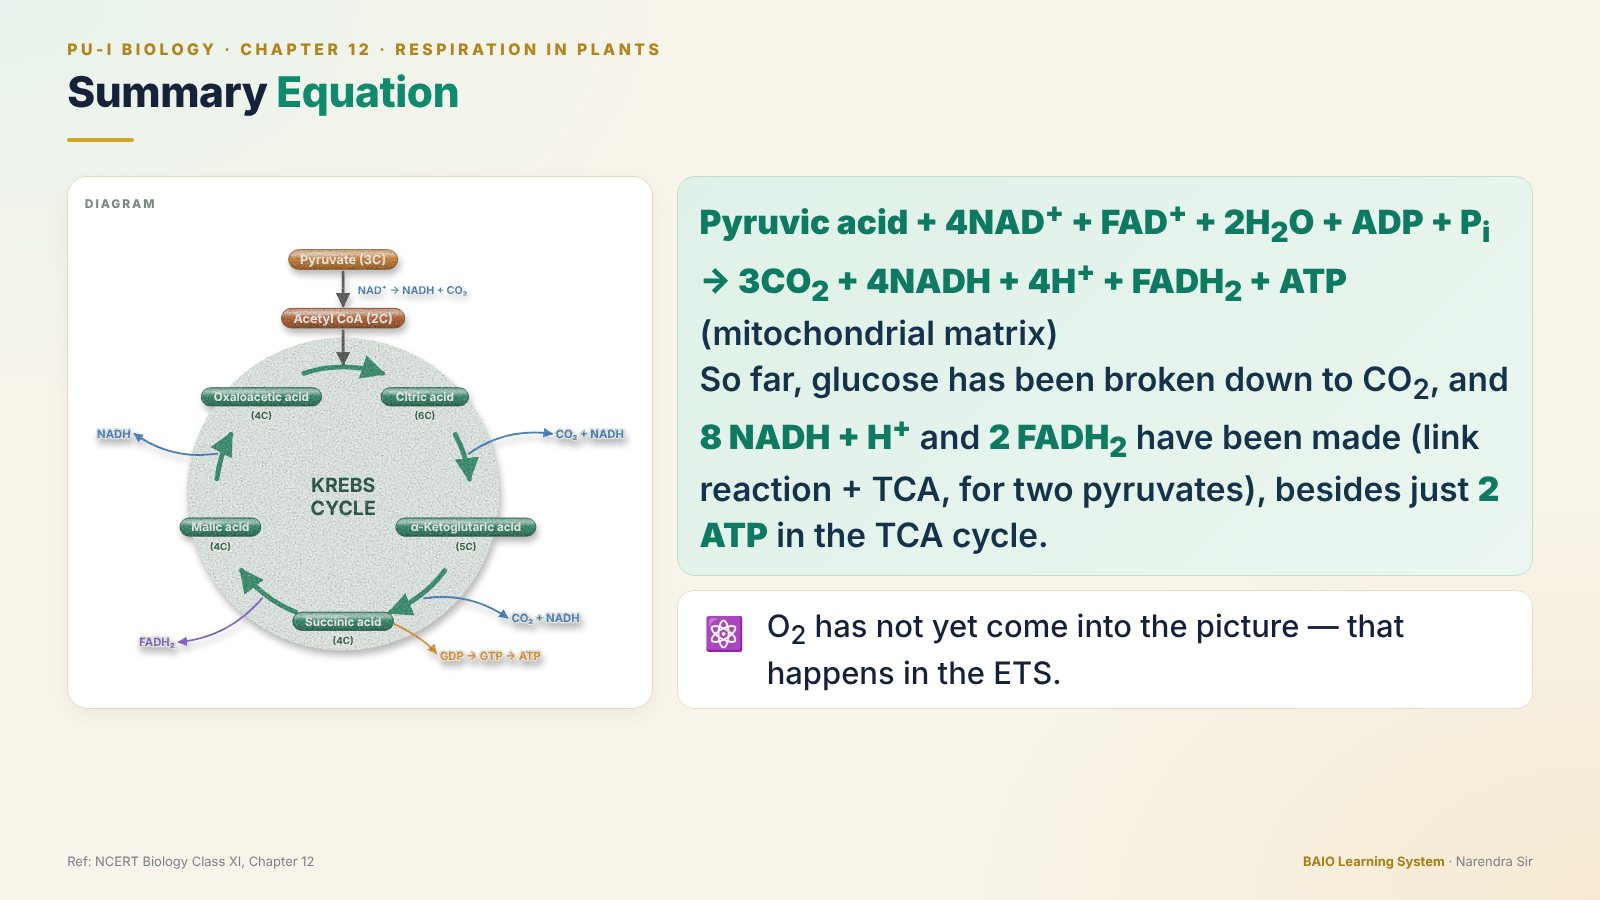 PU-I BIOLOGY · CHAPTER 12 · RESPIRATION IN PLANTS
Summary Equation
DIAGRAM
Pyruvate (3C)
NAD⁺ → NADH + CO₂
Acetyl CoA (2C)
Oxaloacetic acid
(4C)
Citric acid
(6C)
NADH
CO₂ + NADH
KREBS
CYCLE
Malic acid
(4C)
α-Ketoglutaric acid
(5C)
Succinic acid
(4C)
CO₂ + NADH
FADH₂
GDP → GTP → ATP
Pyruvic acid + 4NAD⁺ + FAD⁺ + 2H₂O + ADP + Pᵢ
→ 3CO₂ + 4NADH + 4H⁺ + FADH₂ + ATP
(mitochondrial matrix)
So far, glucose has been broken down to CO₂, and
8 NADH + H⁺ and 2 FADH₂ have been made (link
reaction + TCA, for two pyruvates), besides just 2
ATP in the TCA cycle.
O₂ has not yet come into the picture — that
happens in the ETS.
Ref: NCERT Biology Class XI, Chapter 12
BAIO Learning System · Narendra Sir